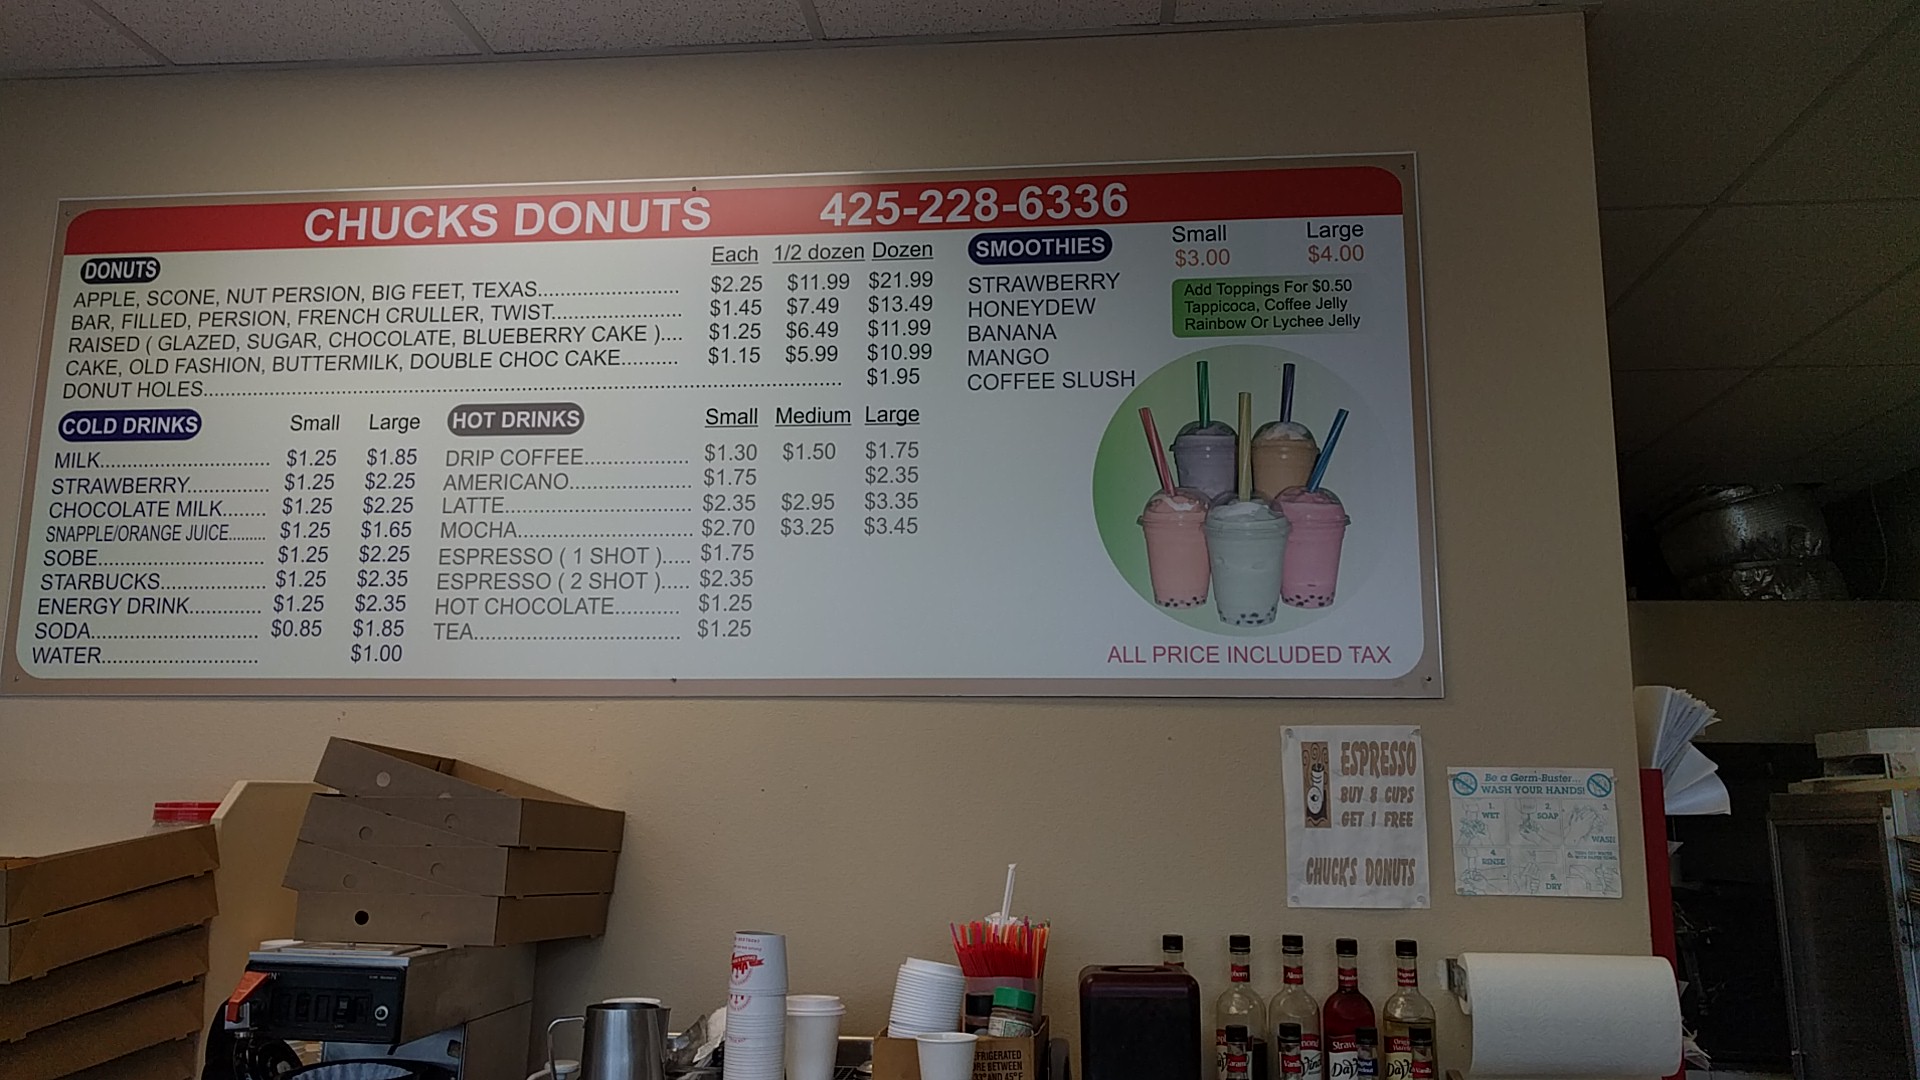 CHUCKS DONUTS 425-228-6336
DONUTS Each 1/2 dozen Dozen
APPLE, SCONE, NUT PERSION, BIG FEET, TEXAS............................ $2.25 $11.99 $21.99
BAR, FILLED, PERSION, FRENCH CRULLER, TWIST......................... $1.45 $7.49 $13.49
RAISED ( GLAZED, SUGAR, CHOCOLATE, BLUEBERRY CAKE ).... $1.25 $6.49 $11.99
CAKE, OLD FASHION, BUTTERMILK, DOUBLE CHOC CAKE........... $1.15 $5.99 $10.99
DONUT HOLES.................................................................................................... $1.95
COLD DRINKS Small Large
MILK.............................. $1.25 $1.85
STRAWBERRY.............. $1.25 $2.25
CHOCOLATE MILK........ $1.25 $2.25
SNAPPLE/ORANGE JUICE......... $1.25 $1.65
SOBE.............................. $1.25 $2.25
STARBUCKS.................. $1.25 $2.35
ENERGY DRINK............. $1.25 $2.35
SODA.............................. $0.85 $1.85
WATER............................ $1.00
HOT DRINKS Small Medium Large
DRIP COFFEE.................. $1.30 $1.50 $1.75
AMERICANO..................... $1.75 $2.35
LATTE................................ $2.35 $2.95 $3.35
MOCHA.............................. $2.70 $3.25 $3.45
ESPRESSO ( 1 SHOT )..... $1.75
ESPRESSO ( 2 SHOT )..... $2.35
HOT CHOCOLATE........... $1.25
TEA................................... $1.25
SMOOTHIES Small Large
$3.00 $4.00
STRAWBERRY
HONEYDEW
BANANA
MANGO
COFFEE SLUSH
Add Toppings For $0.50
Tappicoca, Coffee Jelly
Rainbow Or Lychee Jelly
ALL PRICE INCLUDED TAX
ESPRESSO
BUY 8 CUPS
GET 1 FREE
CHUCK'S DONUTS
Be a Germ-Buster...
WASH YOUR HANDS!
1. WET
2. SOAP
3. WASH
4. RINSE
5. DRY